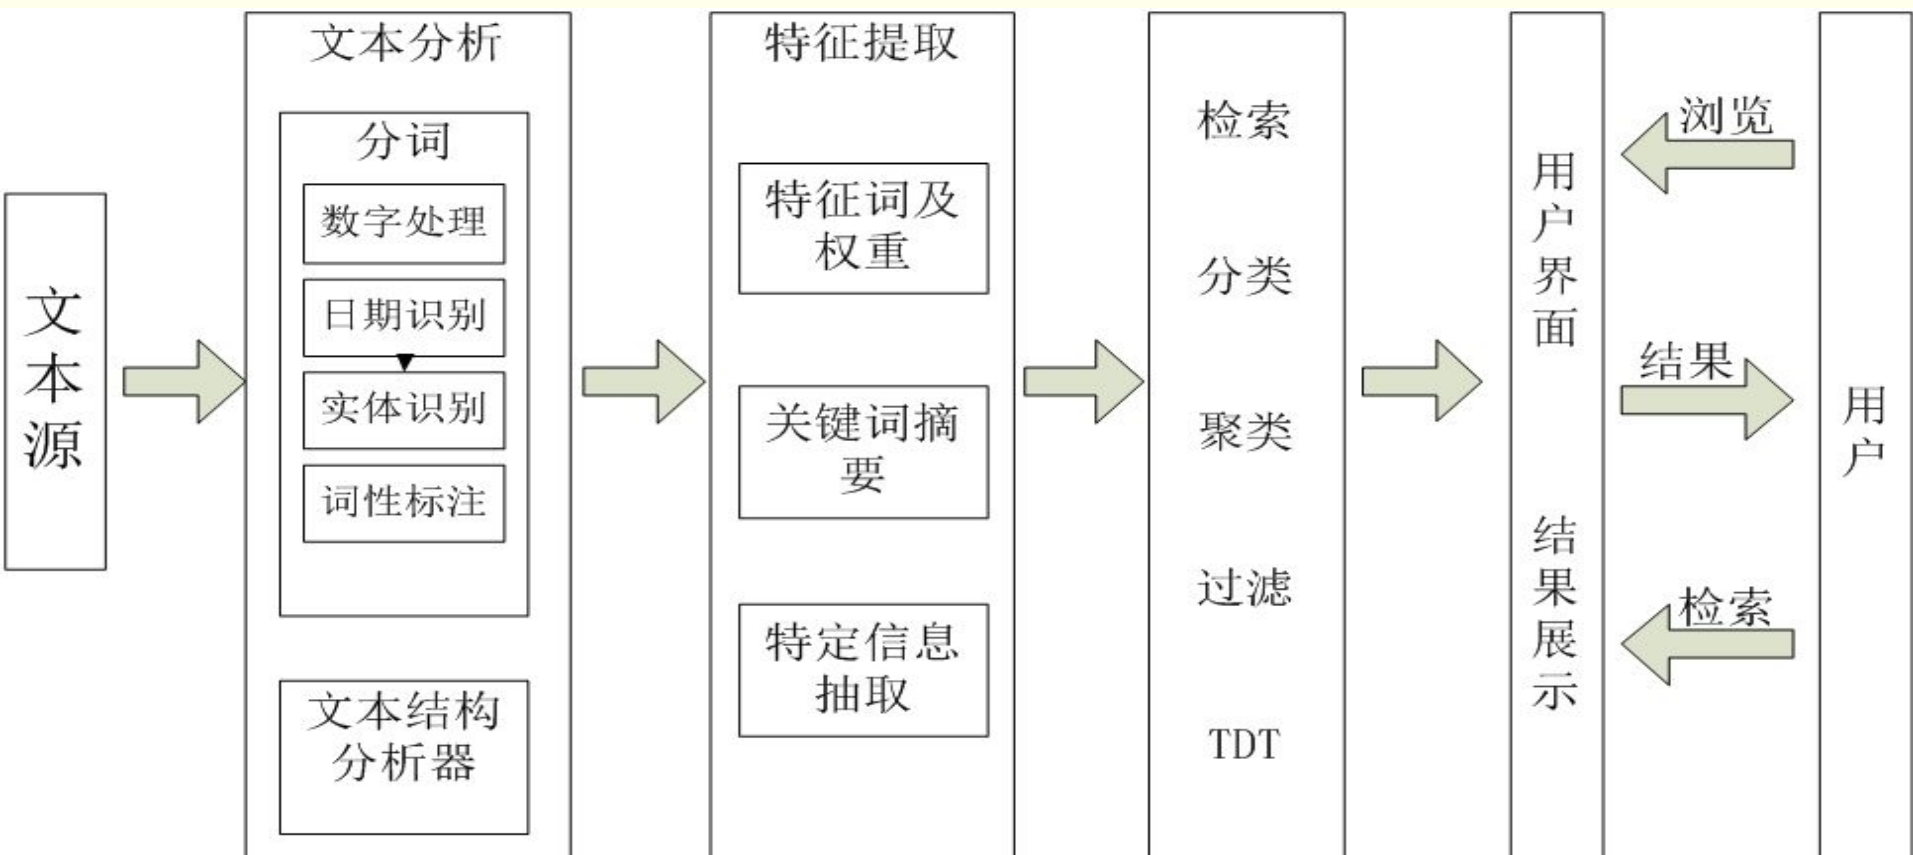 文本源
文本分析
分词
数字处理
日期识别
实体识别
词性标注
文本结构
分析器
特征提取
特征词及
权重
关键词摘
要
特定信息
抽取
检索
分类
聚类
过滤
TDT
用户界面
结果展示
浏览
结果
检索
用户